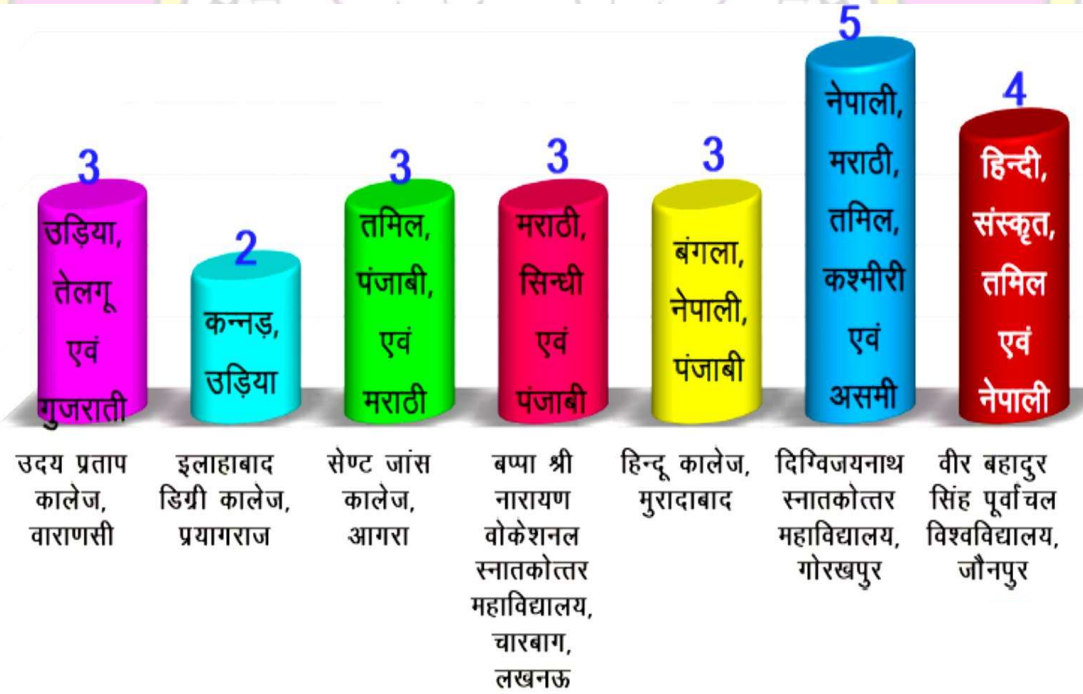 3
उड़िया,
तेलगू
एवं
गुजराती
उदय प्रताप
कालेज,
वाराणसी
2
कन्नड़,
उड़िया
इलाहाबाद
डिग्री कालेज,
प्रयागराज
3
तमिल,
पंजाबी,
एवं
मराठी
सेण्ट जांस
कालेज,
आगरा
3
मराठी,
सिन्धी
एवं
पंजाबी
बप्पा श्री
नारायण
वोकेशनल
स्नातकोत्तर
महाविद्यालय,
चारबाग,
लखनऊ
3
बंगला,
नेपाली,
पंजाबी
हिन्दू कालेज,
मुरादाबाद
5
नेपाली,
मराठी,
तमिल,
कश्मीरी
एवं
असमी
दिग्विजयनाथ
स्नातकोत्तर
महाविद्यालय,
गोरखपुर
4
हिन्दी,
संस्कृत,
तमिल
एवं
नेपाली
वीर बहादुर
सिंह पूर्वांचल
विश्वविद्यालय,
जौनपुर